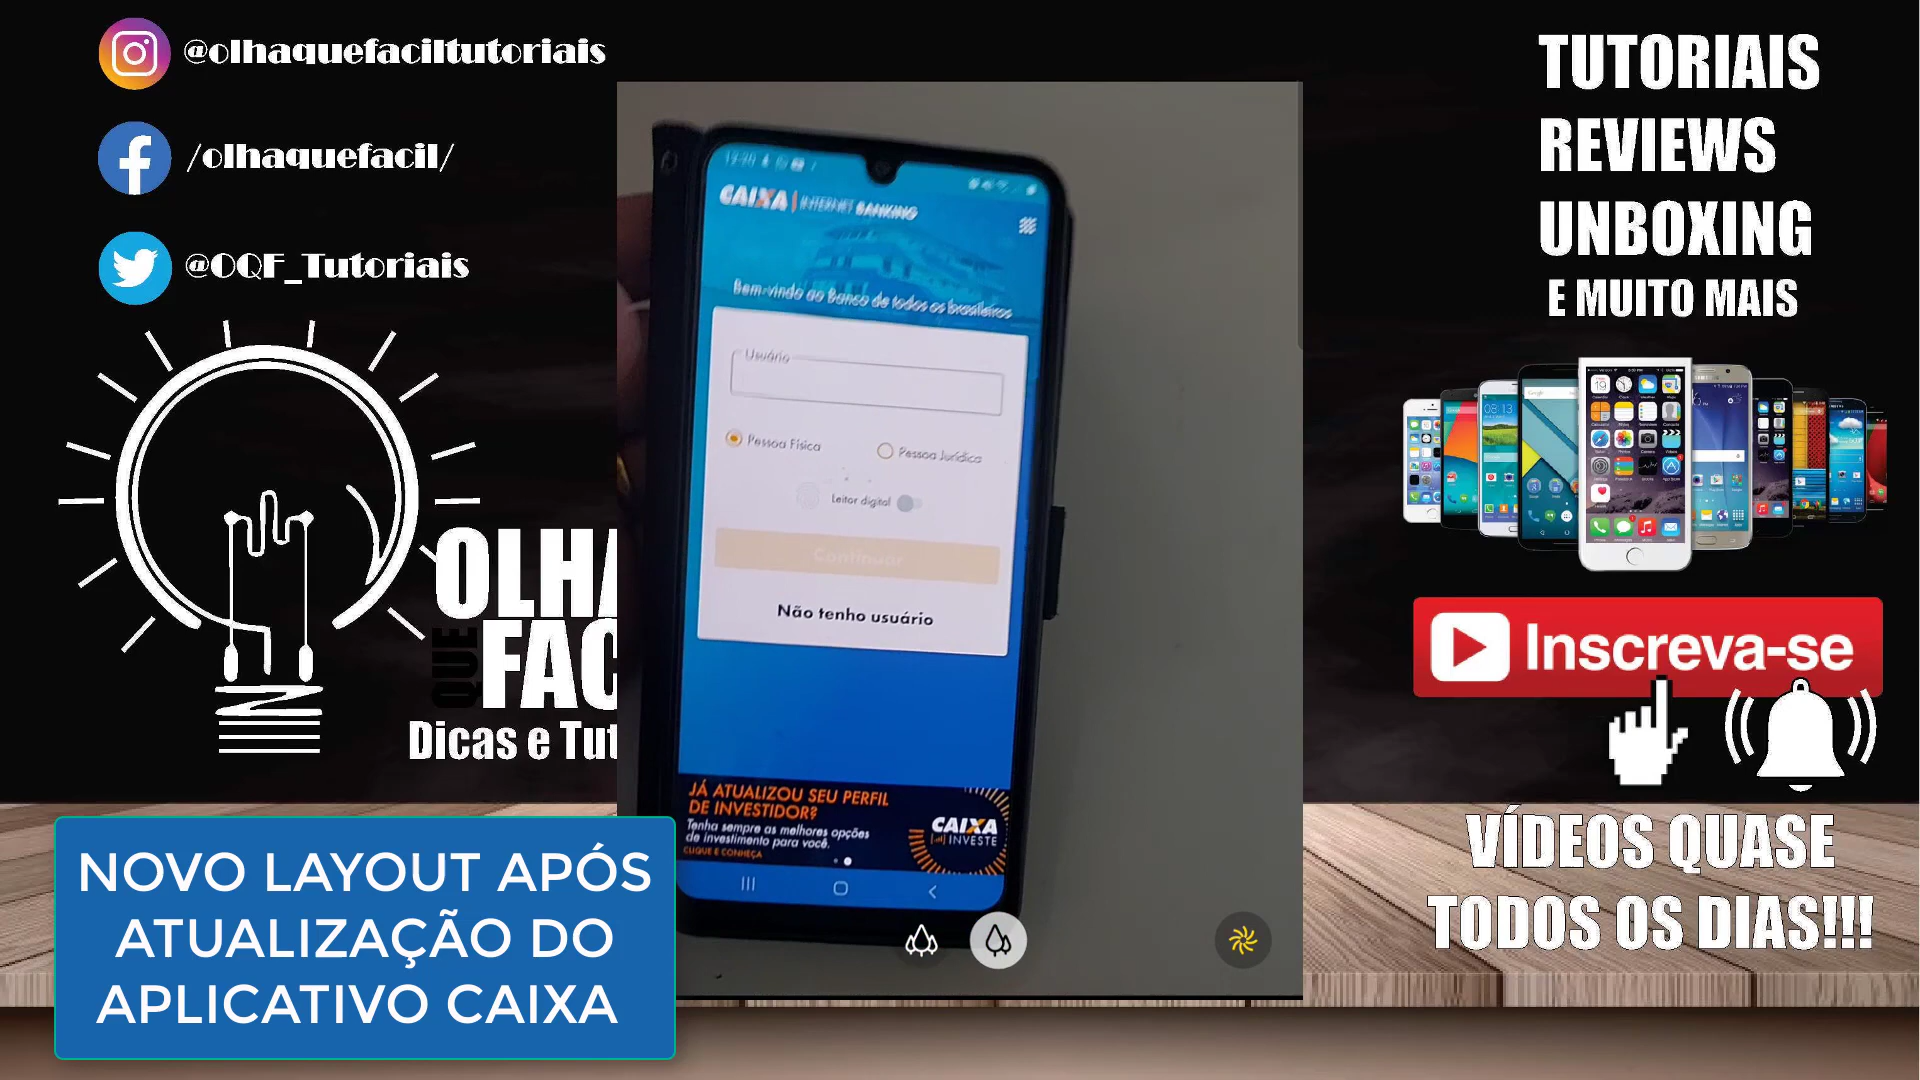 @olhaquefaciltutoriais
/olhaquefacil/
@OQF_Tutoriais
OLHA
QUE
FAC
Dicas e Tut
CAIXA INTERNET BANKING
Bem-vindo ao Banco de todos os brasileiros
Usuário
Pessoa Física
Pessoa Jurídica
Leitor digital
Continuar
Não tenho usuário
JÁ ATUALIZOU SEU PERFIL
DE INVESTIDOR?
Tenha sempre as melhores opções
de investimento para você.
CLIQUE E CONHEÇA
CAIXA
INVESTE
TUTORIAIS
REVIEWS
UNBOXING
E MUITO MAIS
Inscreva-se
VÍDEOS QUASE
TODOS OS DIAS!!!
NOVO LAYOUT APÓS
ATUALIZAÇÃO DO
APLICATIVO CAIXA